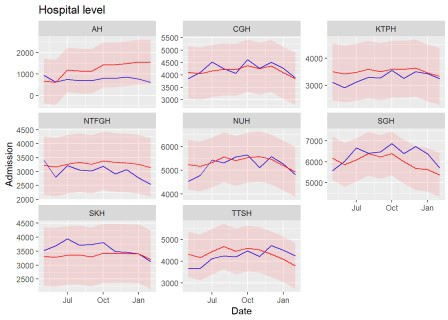 Hospital level
AH
CGH
KTPH
2000
1000
0
5500
5000
4500
4000
3500
3000
4000
3000
NTFGH
NUH
SGH
4500
4000
3500
3000
2500
2000
6000
5000
4000
7000
6000
5000
Jul
Oct
Jan
SKH
TTSH
4500
4000
3500
3000
2500
5000
4000
3000
Jul
Oct
Jan
Jul
Oct
Jan
Admission
Date